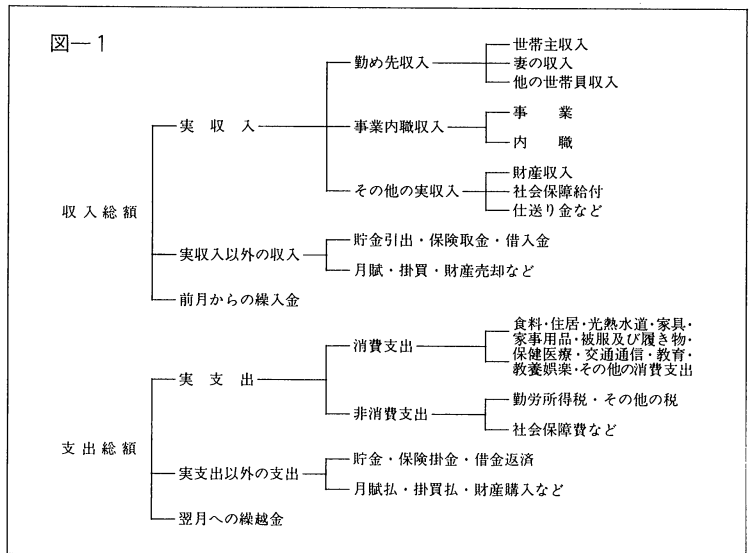 図―1
世帯主収入
勤め先収入
妻の収入
他の世帯員収入
実収入
事業内職収入
事業
内職
財産収入
その他の実収入
社会保障給付
仕送り金など
収入総額
実収入以外の収入
貯金引出・保険取金・借入金
月賦・掛買・財産売却など
前月からの繰入金
食料・住居・光熱水道・家具・
家事用品・被服及び履き物・
保健医療・交通通信・教育・
教養娯楽・その他の消費支出
消費支出
実支出
非消費支出
勤労所得税・その他の税
社会保障費など
支出総額
実支出以外の支出
貯金・保険掛金・借金返済
月賦払・掛買払・財産購入など
翌月への繰越金